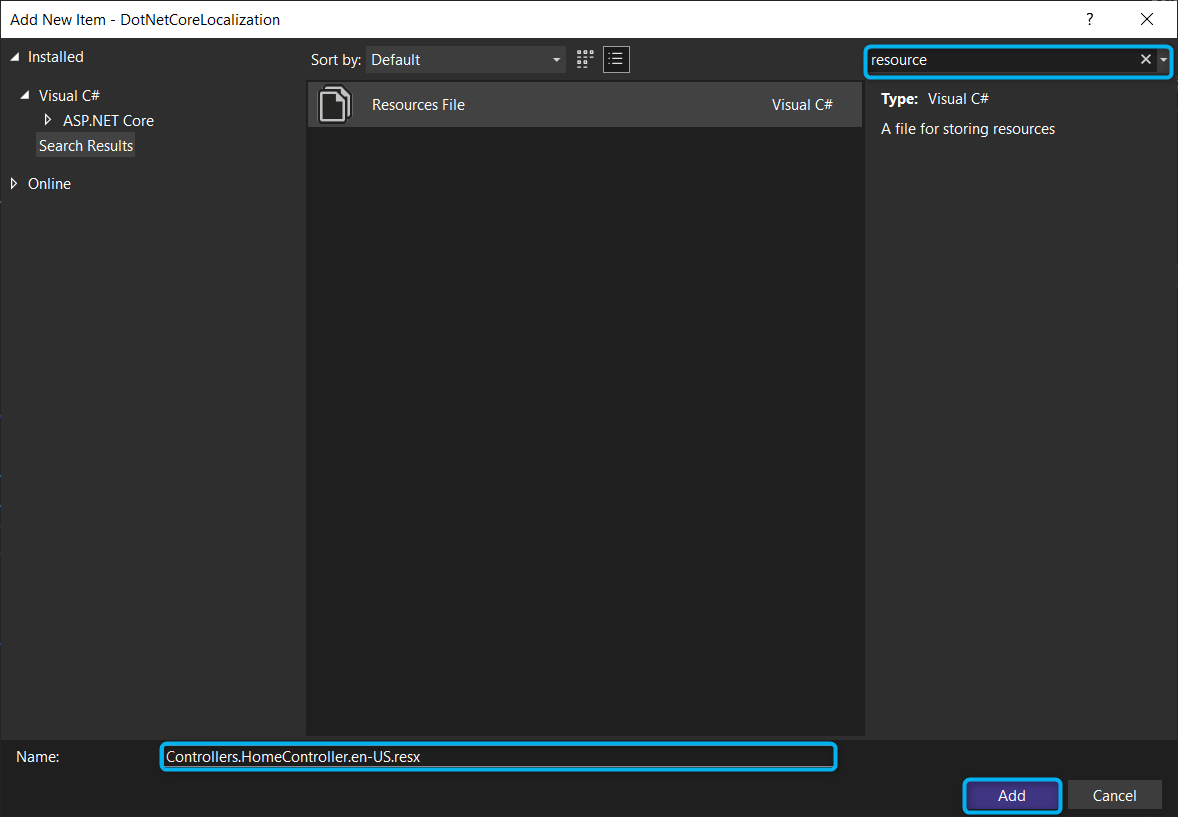 Add New Item - DotNetCoreLocalization
?
Installed
Visual C#
ASP.NET Core
Search Results
Online
Sort by: Default
Resources File Visual C#
resource
Type: Visual C#
A file for storing resources
Name: Controllers.HomeController.en-US.resx
Add Cancel